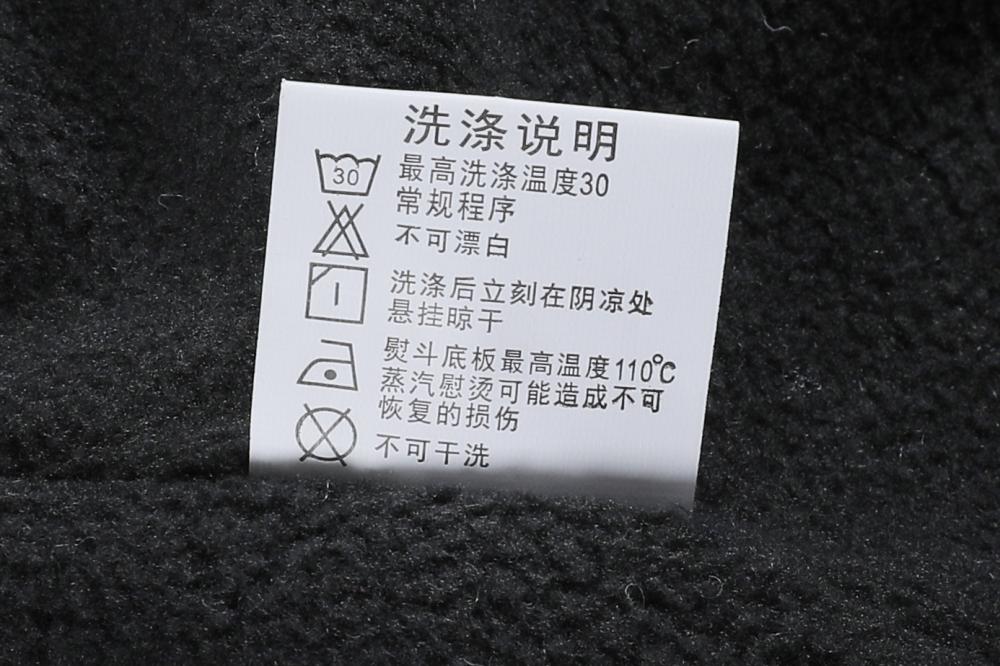 洗涤说明
30
最高洗涤温度30
常规程序
不可漂白
洗涤后立刻在阴凉处
悬挂晾干
熨斗底板最高温度110℃
蒸汽熨烫可能造成不可
恢复的损伤
不可干洗